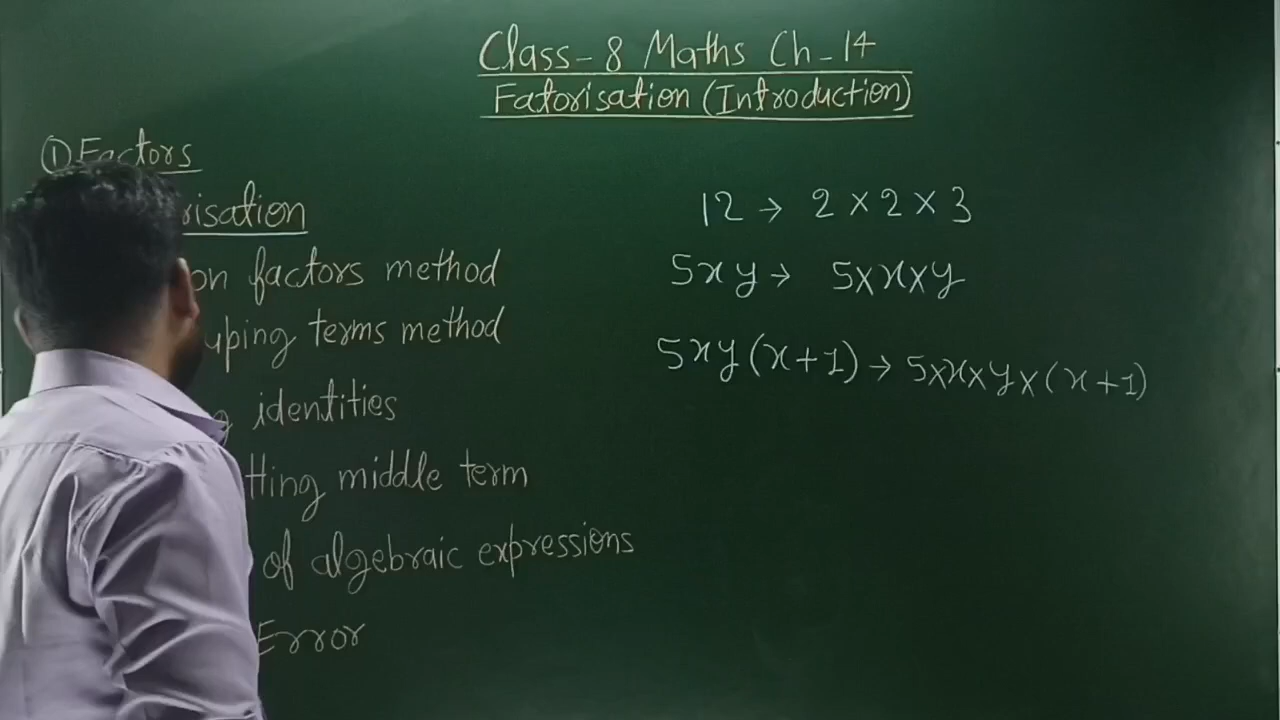 Class-8 Maths Ch-14
Fatorisation (Introduction)
① Factors
risation
on factors method
uping terms method
g identities
tting middle term
of algebraic expressions
Error
12 → 2 × 2 × 3
5xy → 5×x×y
5xy(x+1) → 5×x×y×(x+1)